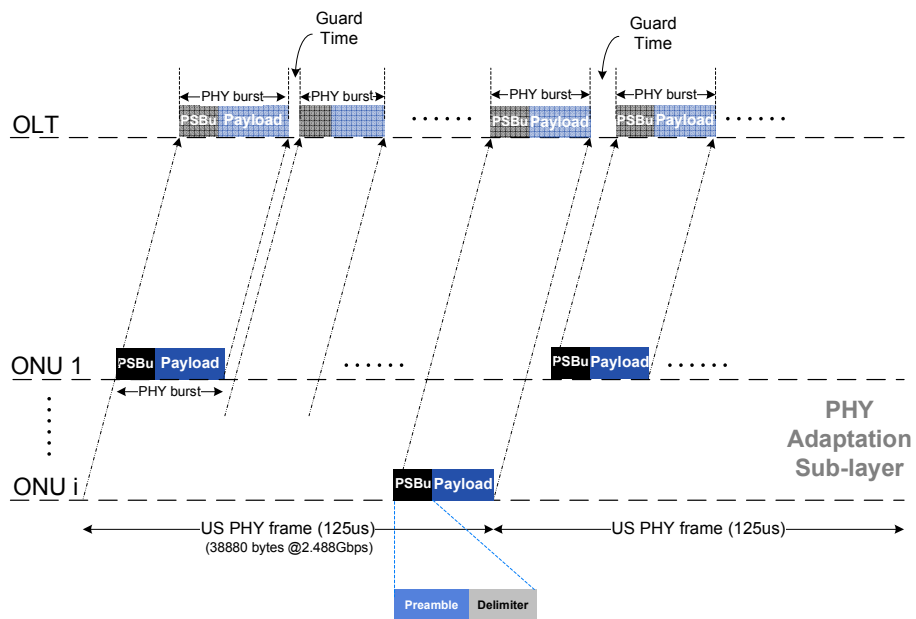 Guard
Time
Guard
Time
PHY burst
PHY burst
PHY burst
PHY burst
OLT
PSBu Payload
PSBu Payload
PSBu Payload
ONU 1
PSBu Payload
PHY burst
PSBu Payload
PHY
Adaptation
Sub-layer
ONU i
PSBu Payload
US PHY frame (125us)
(38880 bytes @2.488Gbps)
US PHY frame (125us)
Preamble Delimiter